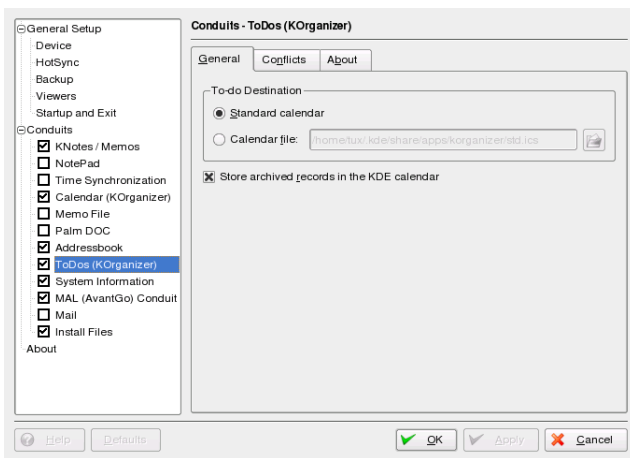 General Setup
Device
HotSync
Backup
Viewers
Startup and Exit
Conduits
KNotes / Memos
NotePad
Time Synchronization
Calendar (KOrganizer)
Memo File
Palm DOC
Addressbook
ToDos (KOrganizer)
System Information
MAL (AvantGo) Conduit
Mail
Install Files
About
Conduits - ToDos (KOrganizer)
General Conflicts About
To-do Destination
Standard calendar
Calendar file: /home/tux/.kde/share/apps/korganizer/std.ics
Store archived records in the KDE calendar
Help Defaults OK Apply Cancel